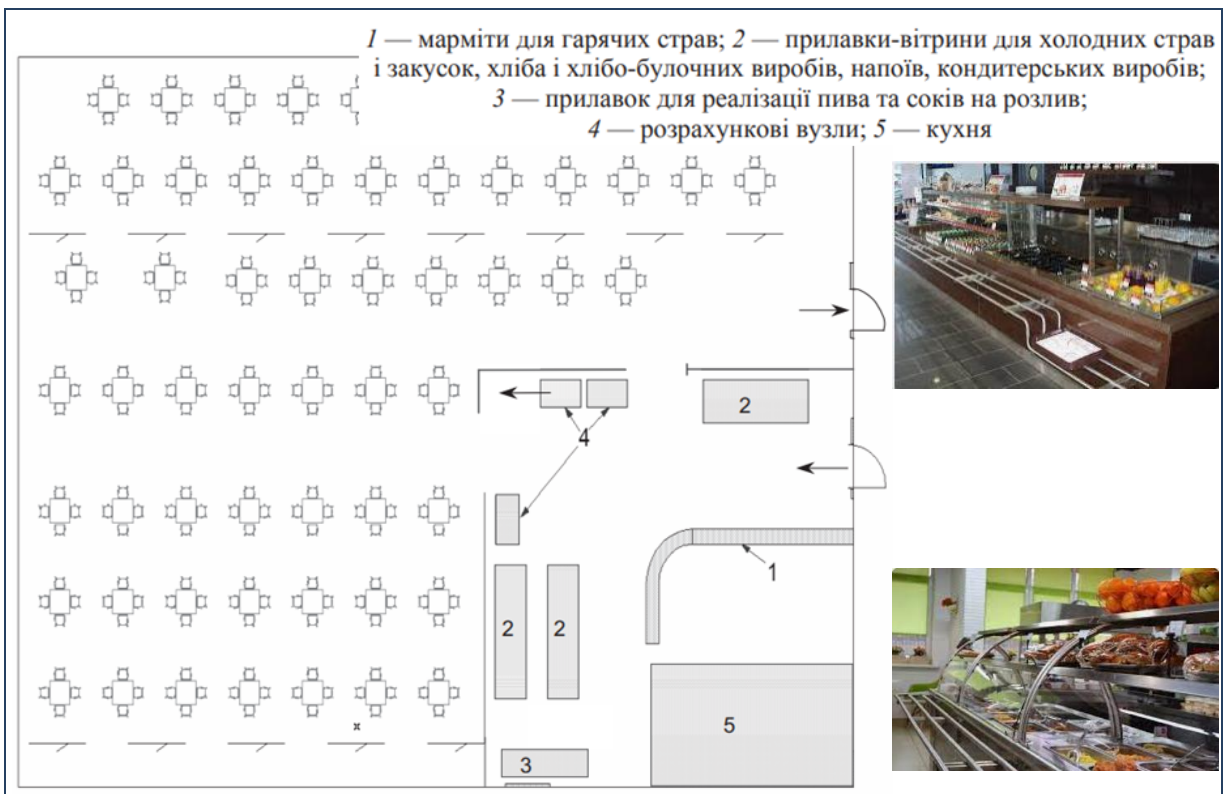 1 — марміти для гарячих страв; 2 — прилавки-вітрини для холодних страв
і закусок, хліба і хлібо-булочних виробів, напоїв, кондитерських виробів;
3 — прилавок для реалізації пива та соків на розлив;
4 — розрахункові вузли; 5 — кухня
2
4
1
2
2
5
3
x